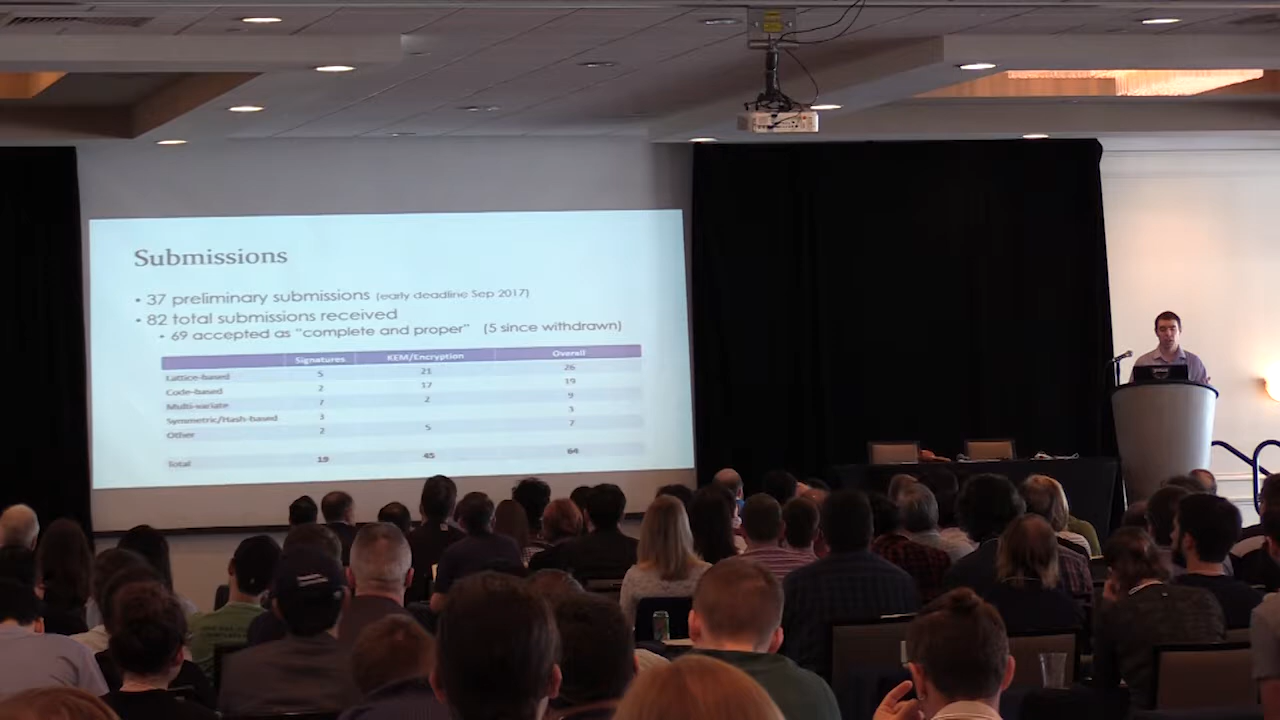 Submissions
• 37 preliminary submissions (early deadline Sep 2017)
• 82 total submissions received
• 69 accepted as "complete and proper" (5 since withdrawn)
Signatures KEM/Encryption Overall
Lattice-based 5 21 26
Code-based 2 17 19
Multi-variate 7 2 9
Symmetric/Hash-based 3 3
Other 2 5 7
Total 19 45 64